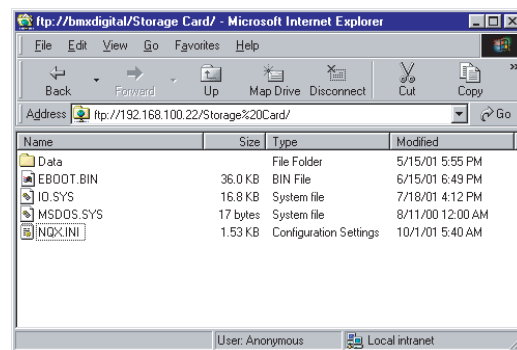 ftp://bmxdigital/Storage Card/ - Microsoft Internet Explorer
File Edit View Go Favorites Help
Back Forward Up Map Drive Disconnect Cut Copy »
Address ftp://192.168.100.22/Storage%20Card/ Go
Name Size Type Modified
Data File Folder 5/15/01 5:55 PM
EBOOT.BIN 36.0 KB BIN File 6/15/01 6:49 PM
IO.SYS 16.8 KB System file 7/18/01 4:12 PM
MSDOS.SYS 17 bytes System file 8/11/00 12:00 AM
NQX.INI 1.53 KB Configuration Settings 10/1/01 5:40 AM
User: Anonymous Local intranet